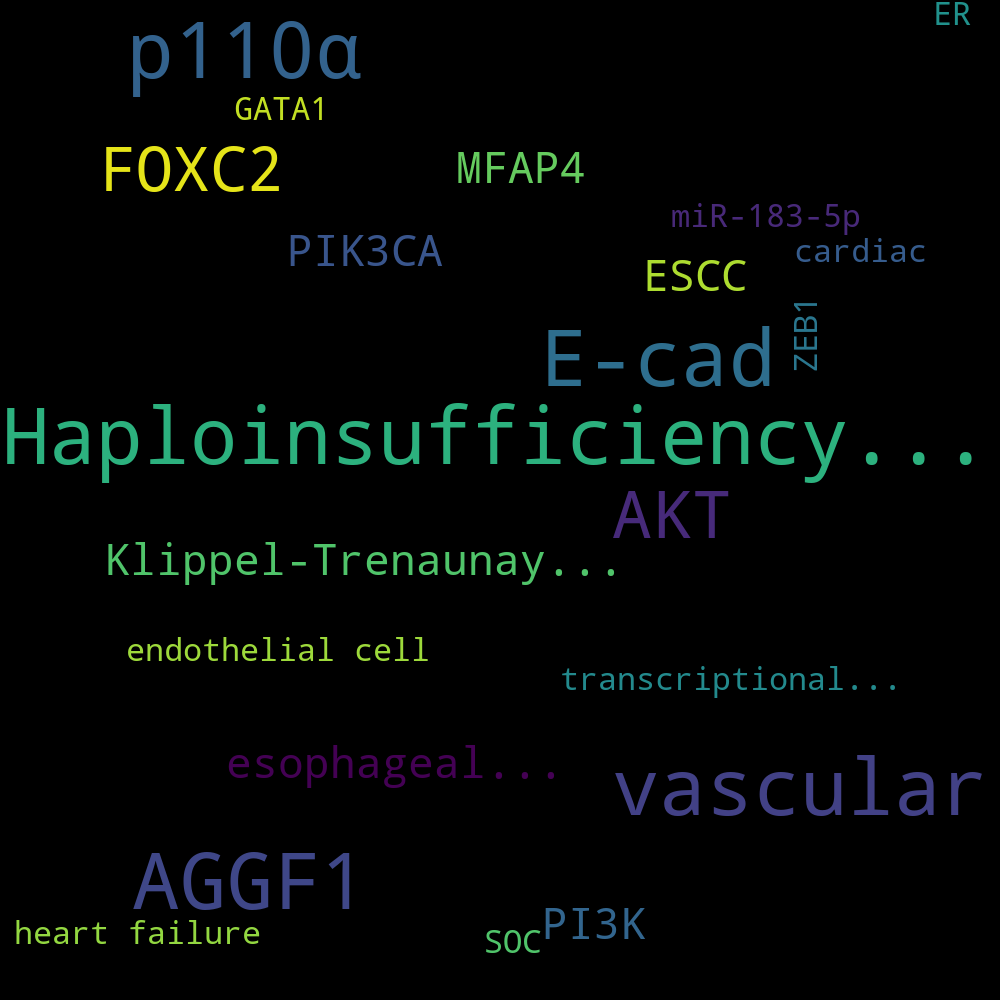 ER
p110α
GATA1
FOXC2
MFAP4
miR-183-5p
PIK3CA
cardiac
ESCC
ZEB1
E-cad
Haploinsufficiency...
AKT
Klippel-Trenaunay...
endothelial cell
transcriptional...
esophageal...
vascular
AGGF1
PI3K
heart failure
SOC